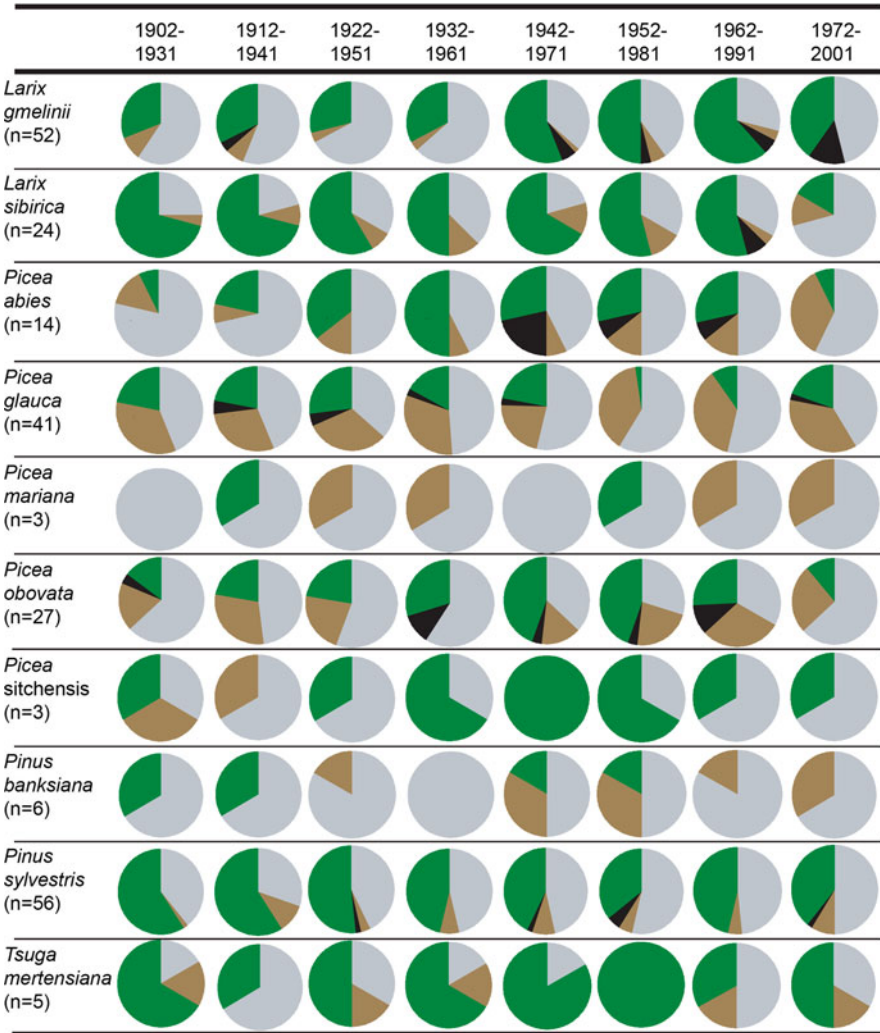 1902- 1912- 1922- 1932- 1942- 1952- 1962- 1972-
1931 1941 1951 1961 1971 1981 1991 2001
Larix
gmelinii
(n=52)
Larix
sibirica
(n=24)
Picea
abies
(n=14)
Picea
glauca
(n=41)
Picea
mariana
(n=3)
Picea
obovata
(n=27)
Picea
sitchensis
(n=3)
Pinus
banksiana
(n=6)
Pinus
sylvestris
(n=56)
Tsuga
mertensiana
(n=5)